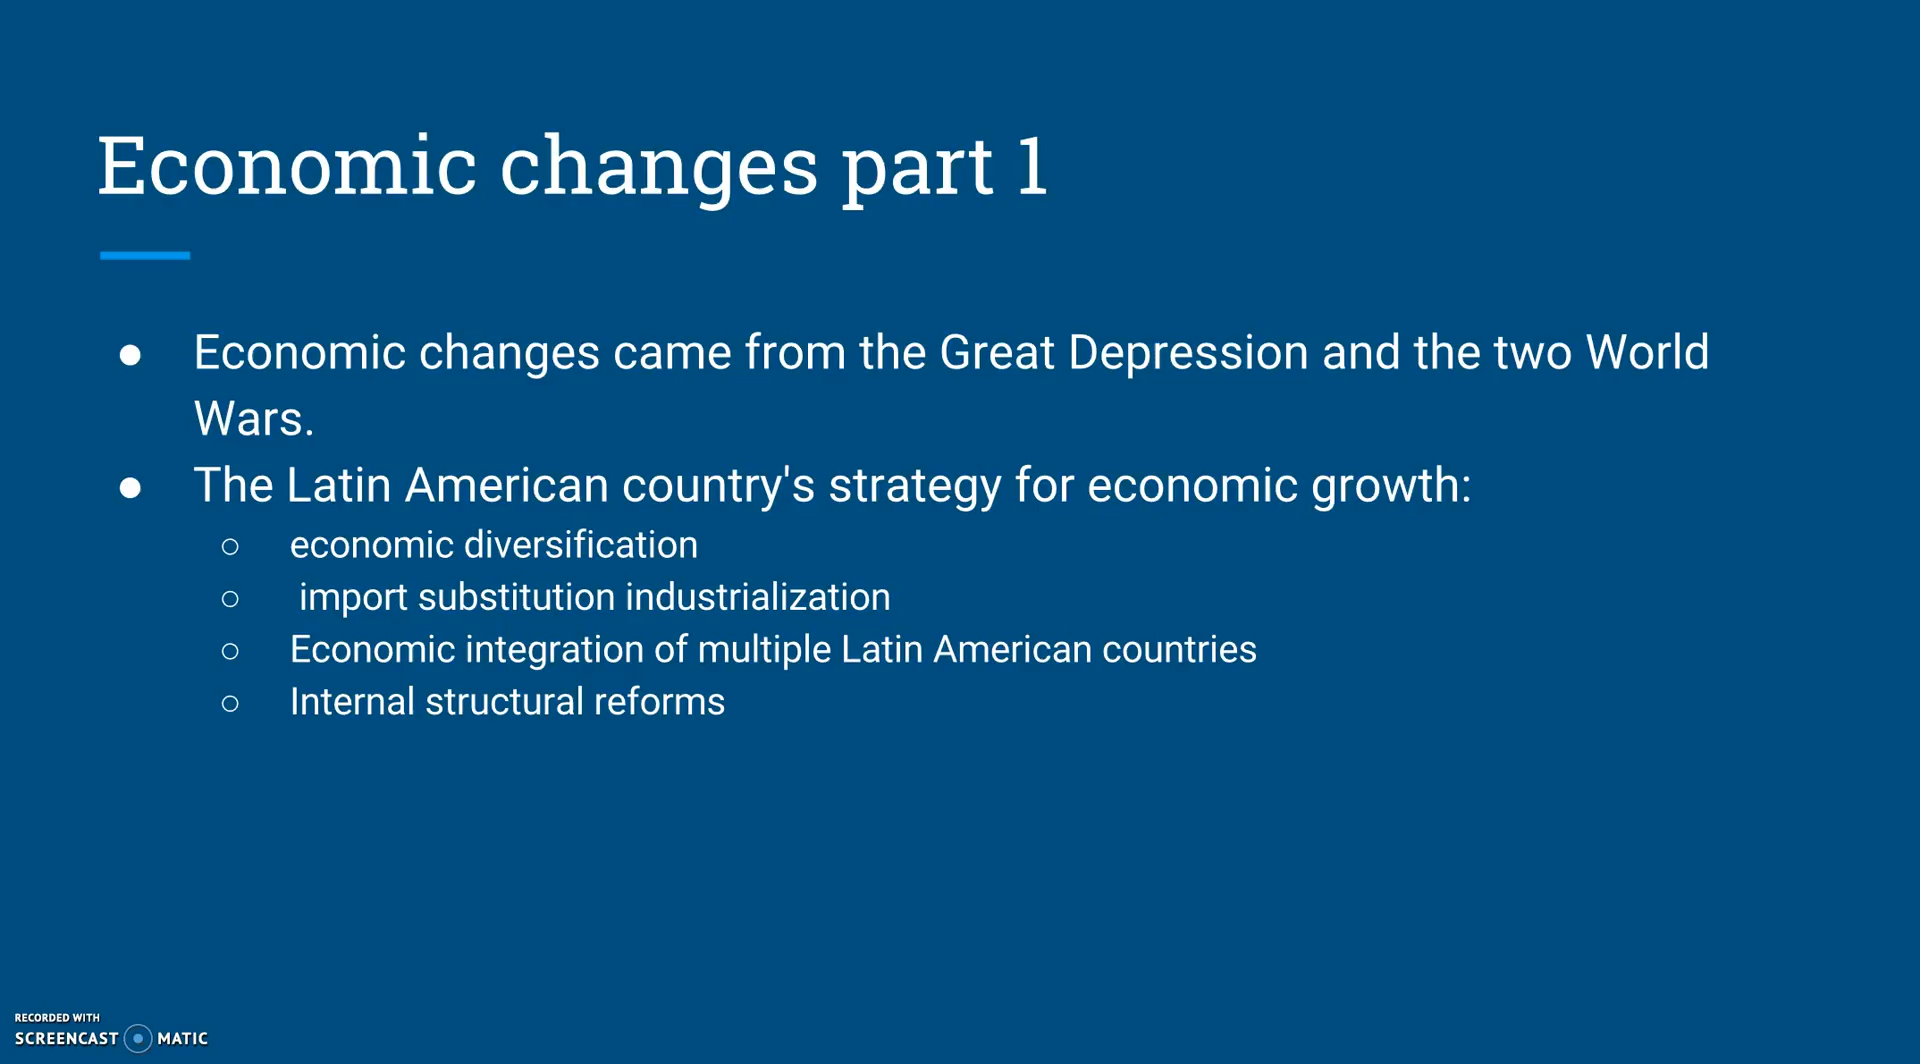 Economic changes part 1
● Economic changes came from the Great Depression and the two World
Wars.
● The Latin American country's strategy for economic growth:
○ economic diversification
○ import substitution industrialization
○ Economic integration of multiple Latin American countries
○ Internal structural reforms
RECORDED WITH
SCREENCAST MATIC